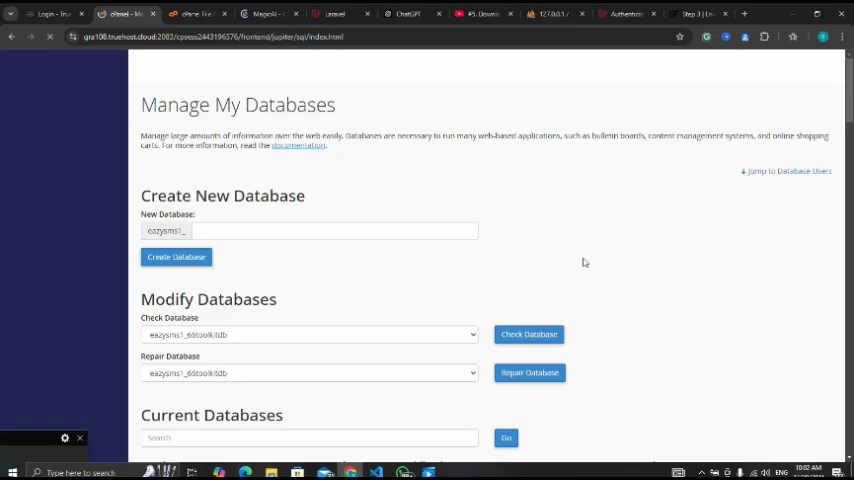 Login - True
cPanel - M
cPanel File
MagicAI - C
Laravel
ChatGPT
#5. Downlo
127.0.0.1 /
Authentica
Step 3 | En
gra108.truehost.cloud:2083/cpsess2443196576/frontend/jupiter/sql/index.html
Manage My Databases
Manage large amounts of information over the web easily. Databases are necessary to run many web-based applications, such as bulletin boards, content management systems, and online shopping
carts. For more information, read the documentation.
Jump to Database Users
Create New Database
New Database:
eazysms1_
Create Database
Modify Databases
Check Database
eazysms1_66toolkitdb
Check Database
Repair Database
eazysms1_66toolkitdb
Repair Database
Current Databases
Search
Go
Type here to search
ENG
10:02 AM